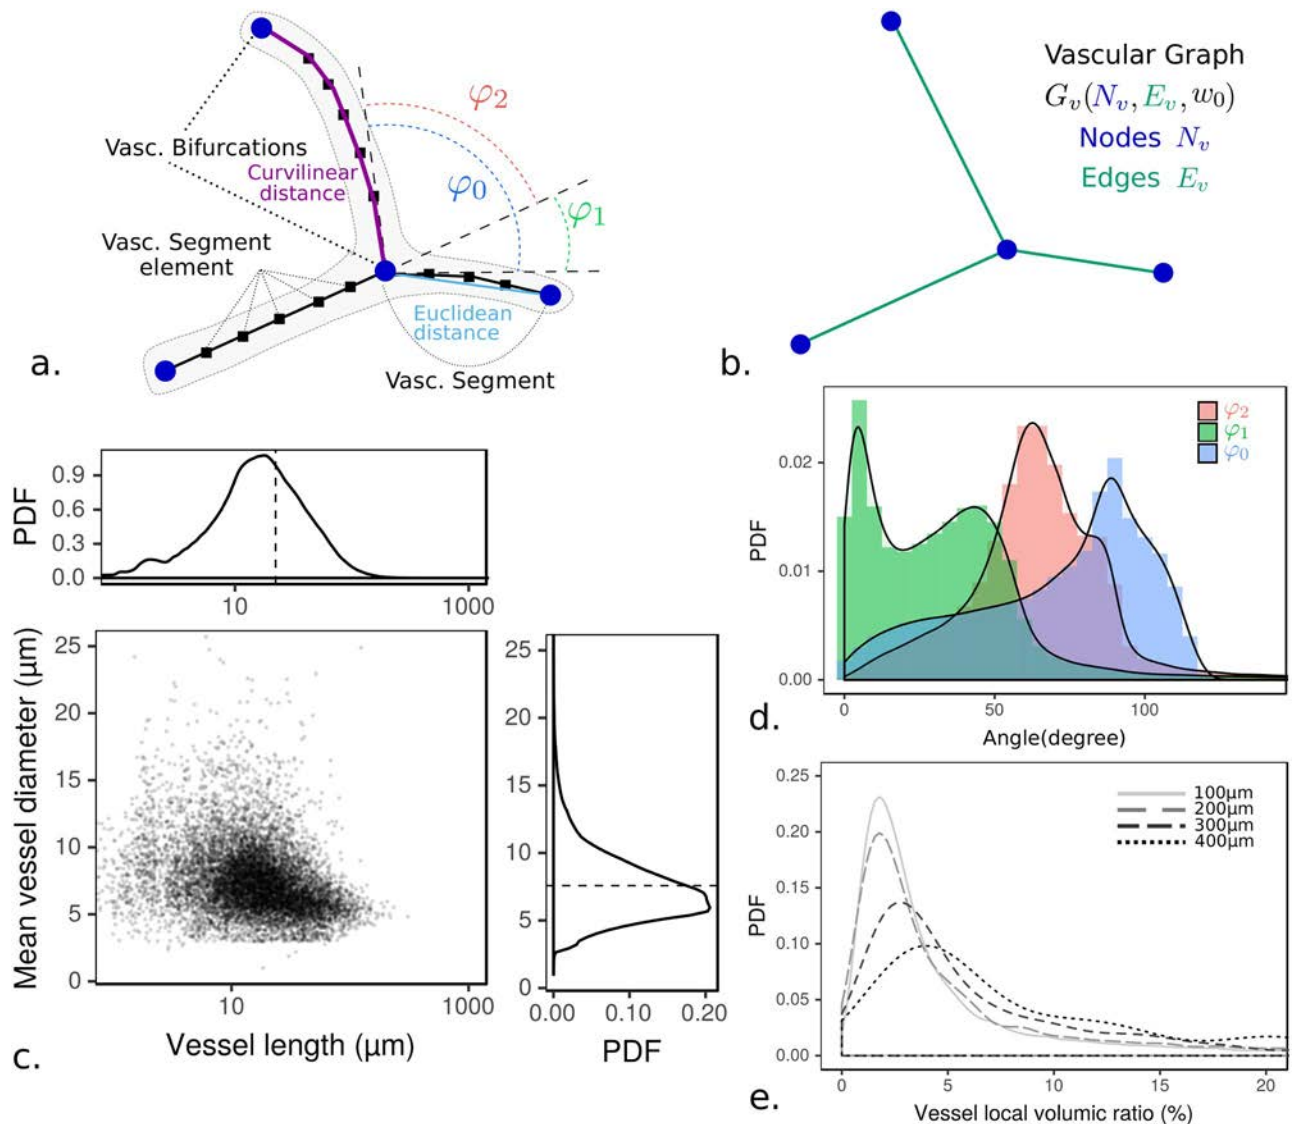 φ2
Vasc. Bifurcations
Curvilinear
distance
φ0
φ1
Vasc. Segment
element
Euclidean
distance
Vasc. Segment
a.
Vascular Graph
Gv(Nv, Ev, w0)
Nodes Nv
Edges Ev
b.
PDF
0.9
0.6
0.3
0.0
10
1000
Mean vessel diameter (µm)
25
20
15
10
5
0
10
1000
Vessel length (µm)
25
20
15
10
5
0
0.00
0.10
0.20
PDF
c.
φ2
φ1
φ0
PDF
0.02
0.01
0.00
0
50
100
Angle(degree)
d.
PDF
0.25
0.20
0.15
0.10
0.05
0.00
100µm
200µm
300µm
400µm
0
5
10
15
20
Vessel local volumic ratio (%)
e.